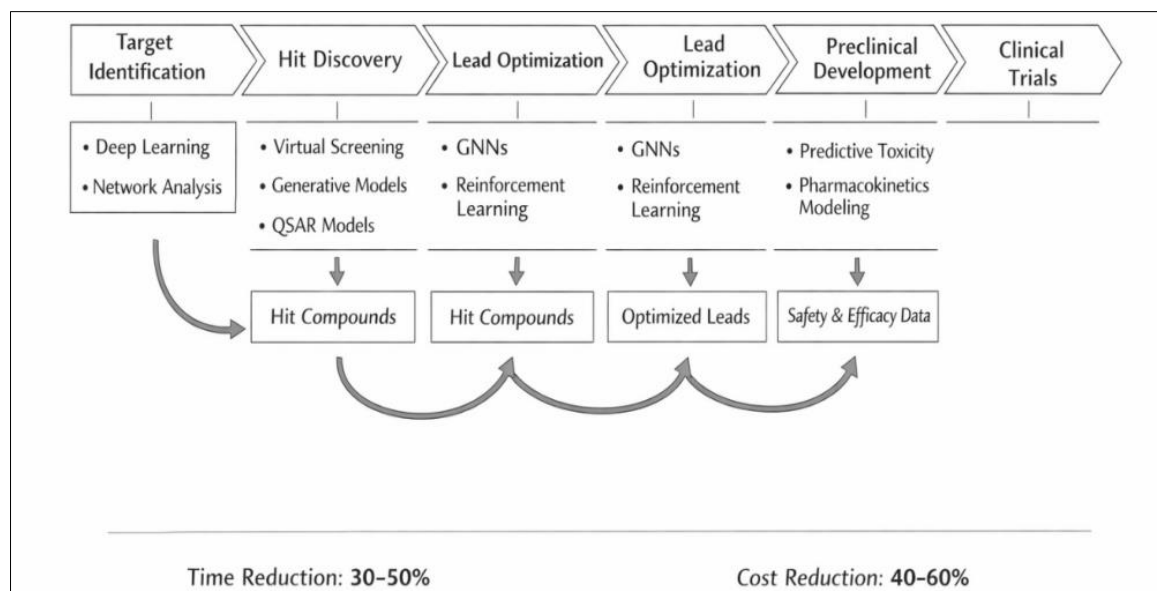 Target
Identification
Hit Discovery
Lead Optimization
Lead
Optimization
Preclinical
Development
Clinical
Trials
• Deep Learning
• Network Analysis
• Virtual Screening
• Generative Models
• QSAR Models
• GNNs
• Reinforcement
Learning
• GNNs
• Reinforcement
Learning
• Predictive Toxicity
• Pharmacokinetics
Modeling
Hit Compounds
Hit Compounds
Optimized Leads
Safety & Efficacy Data
Time Reduction: 30–50%
Cost Reduction: 40–60%